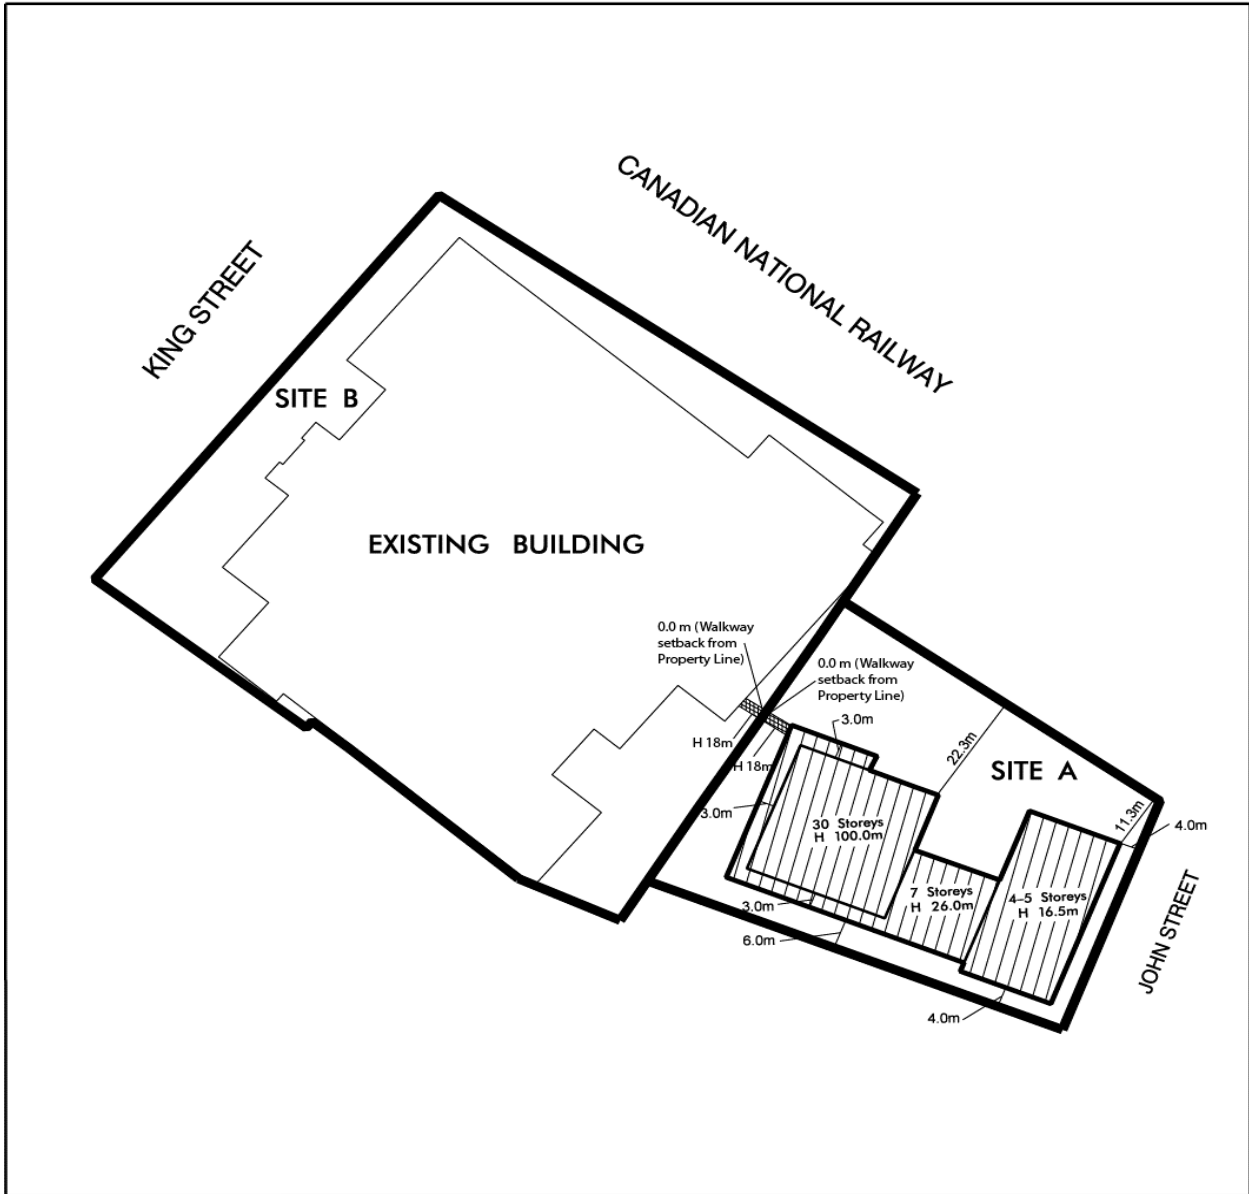 CANADIAN NATIONAL RAILWAY
KING STREET
SITE B
EXISTING BUILDING
0.0 m (Walkway
setback from
Property Line)
0.0 m (Walkway
setback from
Property Line)
3.0m
H 18m
H 18m
22.3m
SITE A
3.0m
30 Storeys
H 100.0m
11.3m
4.0m
7 Storeys
H 26.0m
4–5 Storeys
H 16.5m
3.0m
6.0m
4.0m
JOHN STREET